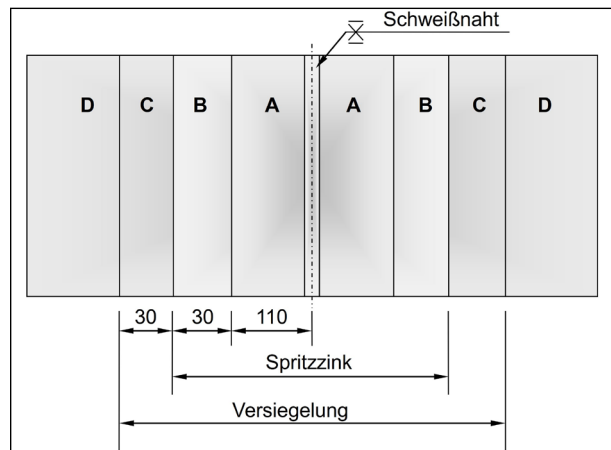 Schweißnaht
D C B A A B C D
30 30 110
Spritzzink
Versiegelung